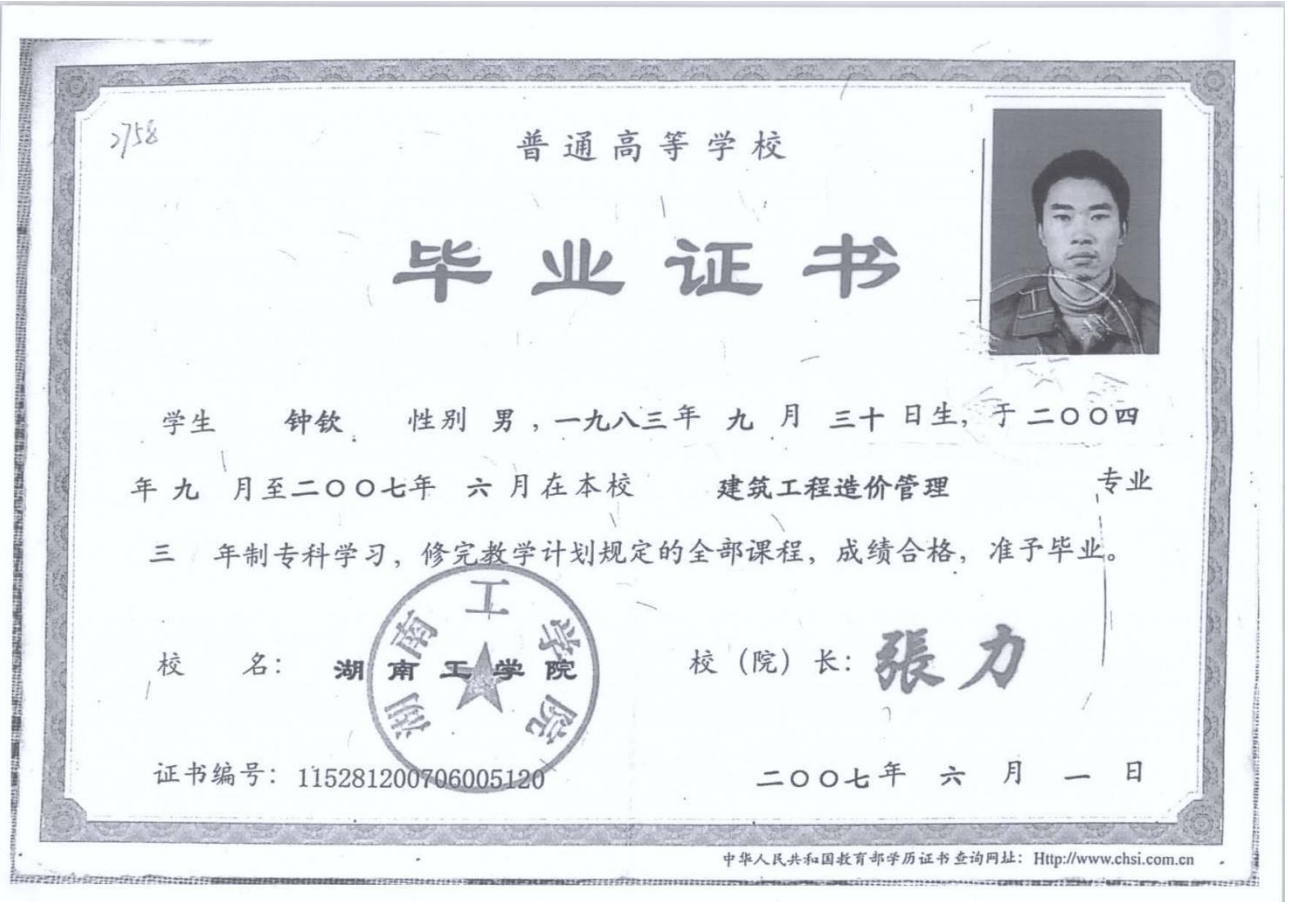 2758
普通高等学校
毕业证书
学生 钟钦 性别 男，一九八三年 九 月 三十 日生，于二〇〇四
年 九 月至二〇〇七年 六 月在本校 建筑工程造价管理 专业
三 年制专科学习，修完教学计划规定的全部课程，成绩合格，准予毕业。
校 名：湖南工学院 校（院）长：張力
湖南工学院
证书编号：115281200706005120 二〇〇七年 六 月 一 日
中华人民共和国教育部学历证书查询网址：Http://www.chsi.com.cn